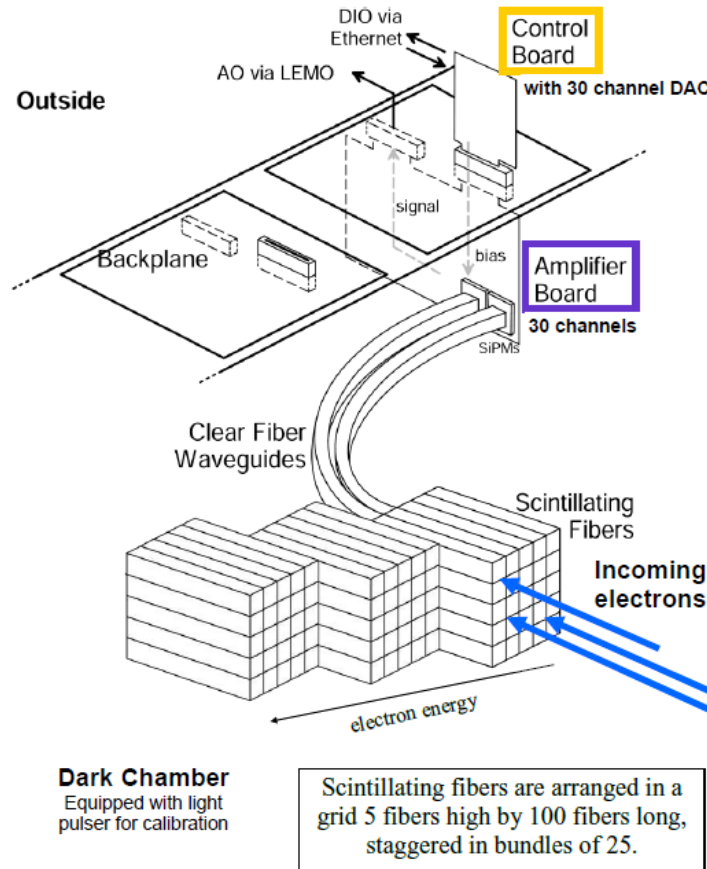 DIO via
Ethernet
Control
Board
with 30 channel DAC
AO via LEMO
Outside
signal
bias
Backplane
Amplifier
Board
30 channels
SiPMs
Clear Fiber
Waveguides
Scintillating
Fibers
Incoming
electrons
electron energy
Dark Chamber
Equipped with light
pulser for calibration
Scintillating fibers are arranged in a
grid 5 fibers high by 100 fibers long,
staggered in bundles of 25.